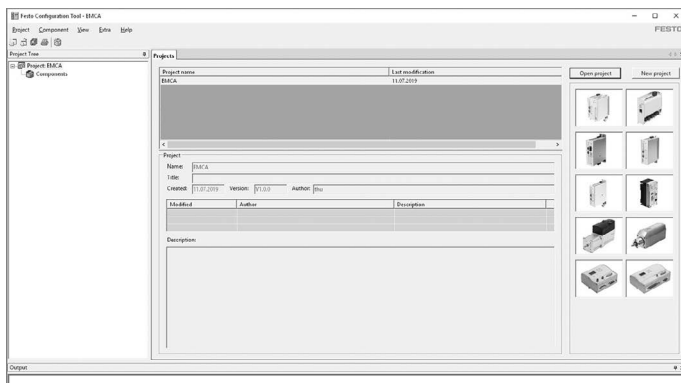 Festo Configuration Tool - EMCA
Project Component View Extra Help
FESTO
Project Tree
Projects
Project: EMCA
Components
Project name Last modification
EMCA 11.07.2019
Open project New project
Project
Name: EMCA
Title:
Created: 11.07.2019 Version: V1.0.0 Author: thu
Modified Author Description
Description:
Output